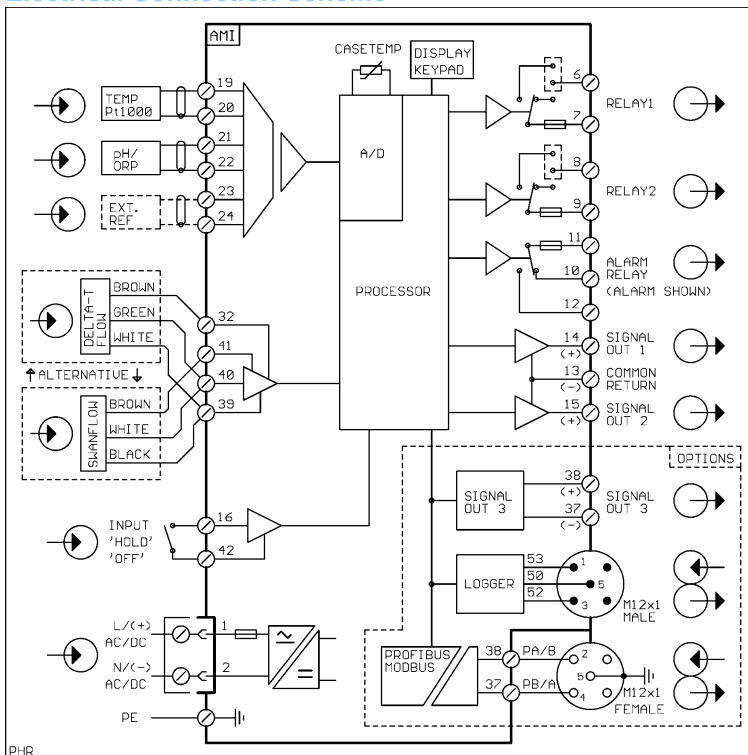 Electrical Connection Scheme
AMI
CASETEMP
DISPLAY
KEYPAD
TEMP
Pt1000
19
20
pH/
ORP
21
22
EXT.
REF
23
24
A/D
PROCESSOR
6
RELAY1
7
8
RELAY2
9
11
10
ALARM
RELAY
(ALARM SHOWN)
12
DELTA-T
FLOW
BROWN
GREEN
WHITE
32
41
40
39
↑ALTERNATIVE↓
SWANFLOW
BROWN
WHITE
BLACK
14
(+)
SIGNAL
OUT 1
13
(-)
COMMON
RETURN
15
(+)
SIGNAL
OUT 2
OPTIONS
INPUT
'HOLD'
'OFF'
16
42
SIGNAL
OUT 3
38
(+)
37
(-)
SIGNAL
OUT 3
LOGGER
53
50
52
1
5
3
M12x1
MALE
L/(+)
AC/DC
1
N/(-)
AC/DC
2
PE
PROFIBUS
MODBUS
38
PA/B
37
PB/A
2
5
4
M12x1
FEMALE
PHR